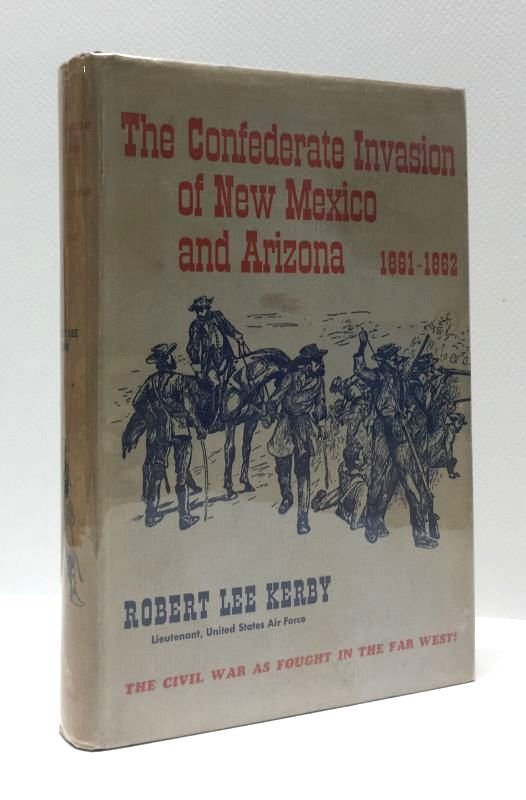 The Confederate Invasion
of New Mexico
and Arizona 1861-1862
ROBERT LEE KERBY
Lieutenant, United States Air Force
THE CIVIL WAR AS FOUGHT IN THE FAR WEST!
LEE